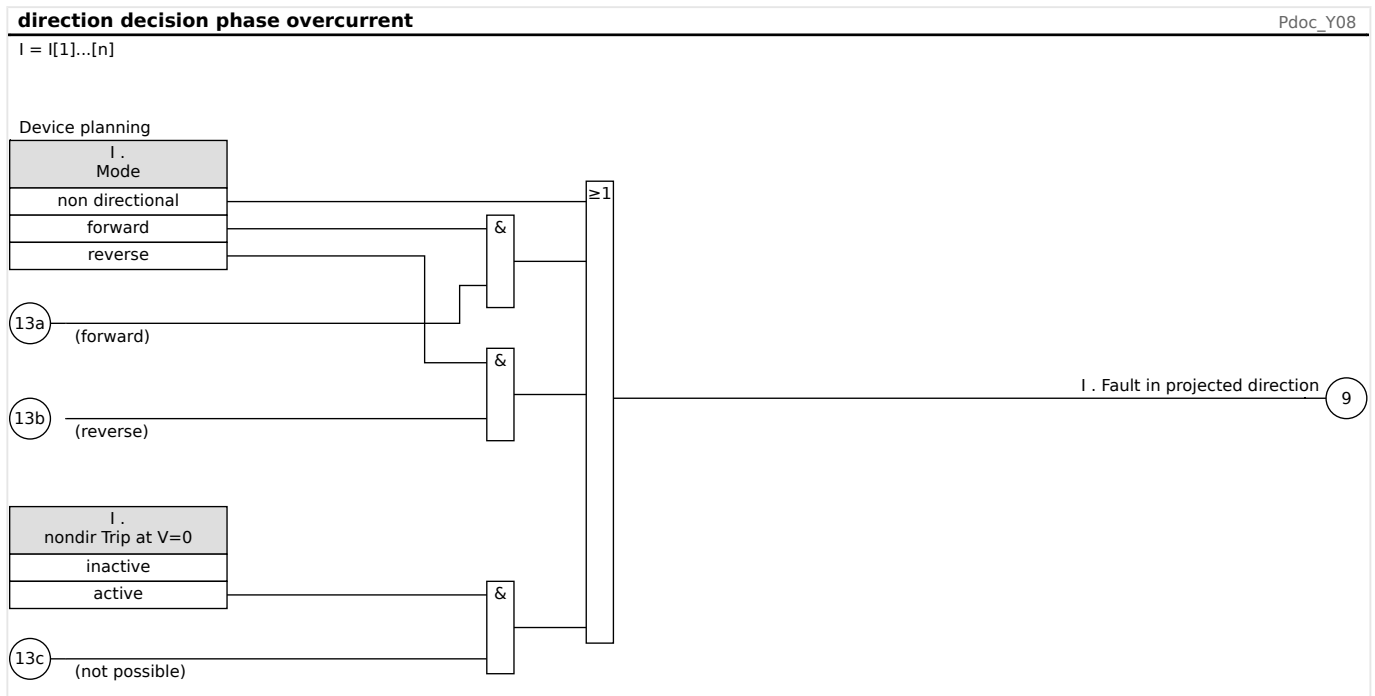 direction decision phase overcurrent
Pdoc_Y08
I = I[1]...[n]
Device planning
I .
Mode
non directional
forward
reverse
≥1
&
13a
(forward)
&
I . Fault in projected direction
9
13b
(reverse)
I .
nondir Trip at V=0
inactive
active
&
13c
(not possible)